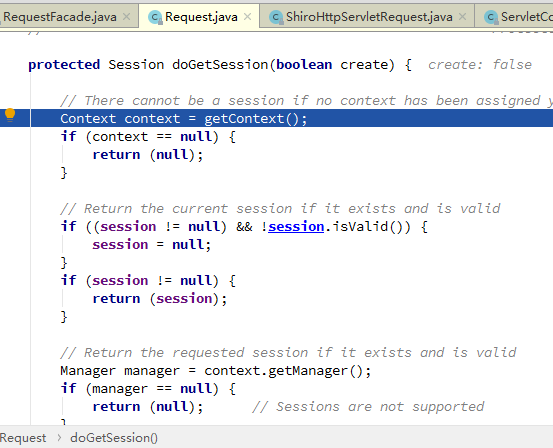 RequestFacade.java × Request.java × ShiroHttpServletRequest.java × ServletCo
protected Session doGetSession(boolean create) { create: false
// There cannot be a session if no context has been assigned y
Context context = getContext();
if (context == null) {
return (null);
}
// Return the current session if it exists and is valid
if ((session != null) && !session.isValid()) {
session = null;
}
if (session != null) {
return (session);
}
// Return the requested session if it exists and is valid
Manager manager = context.getManager();
if (manager == null) {
return (null); // Sessions are not supported
Request > doGetSession()